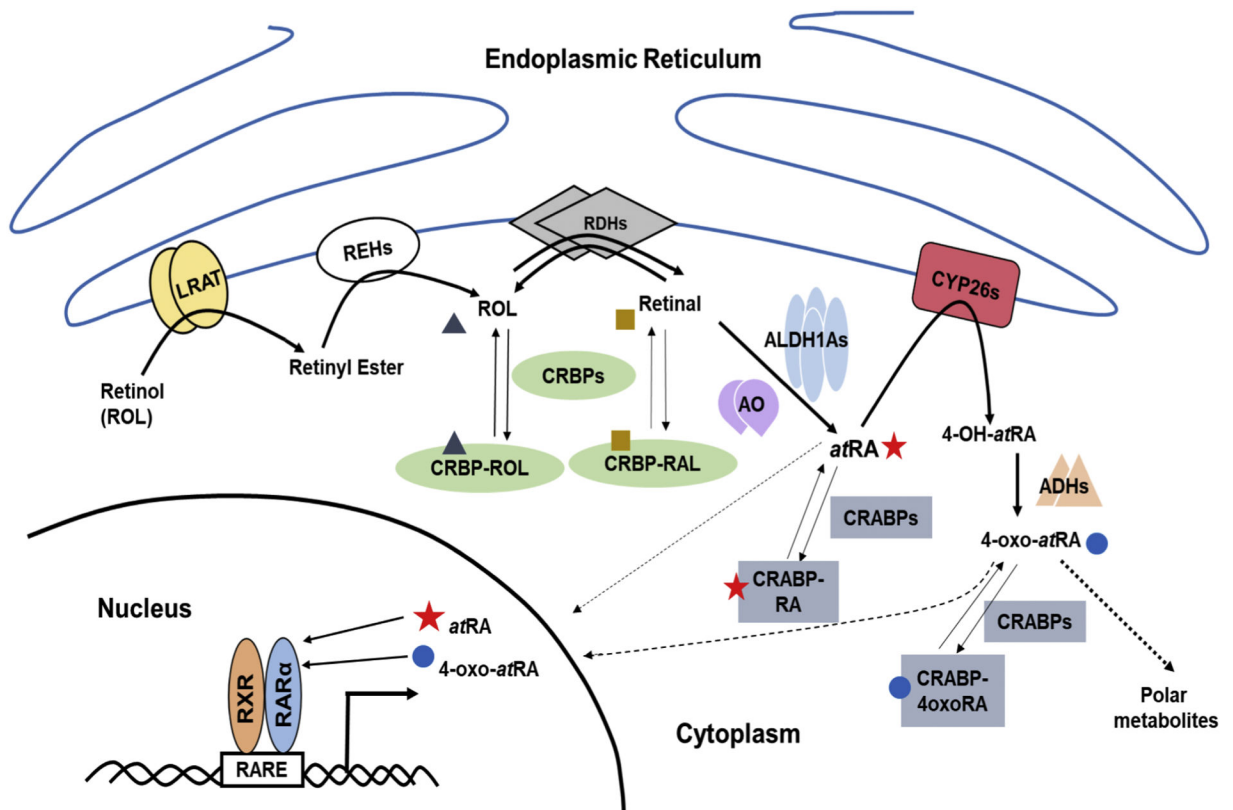 Endoplasmic Reticulum
RDHs
REHs
LRAT
CYP26s
ROL
Retinal
ALDH1As
Retinyl Ester
Retinol
(ROL)
CRBPs
AO
4-OH-atRA
atRA
CRBP-ROL
CRBP-RAL
ADHs
CRABPs
4-oxo-atRA
CRABP-
RA
CRABPs
Nucleus
atRA
4-oxo-atRA
CRABP-
4oxoRA
RXR
RARα
Polar
metabolites
Cytoplasm
RARE